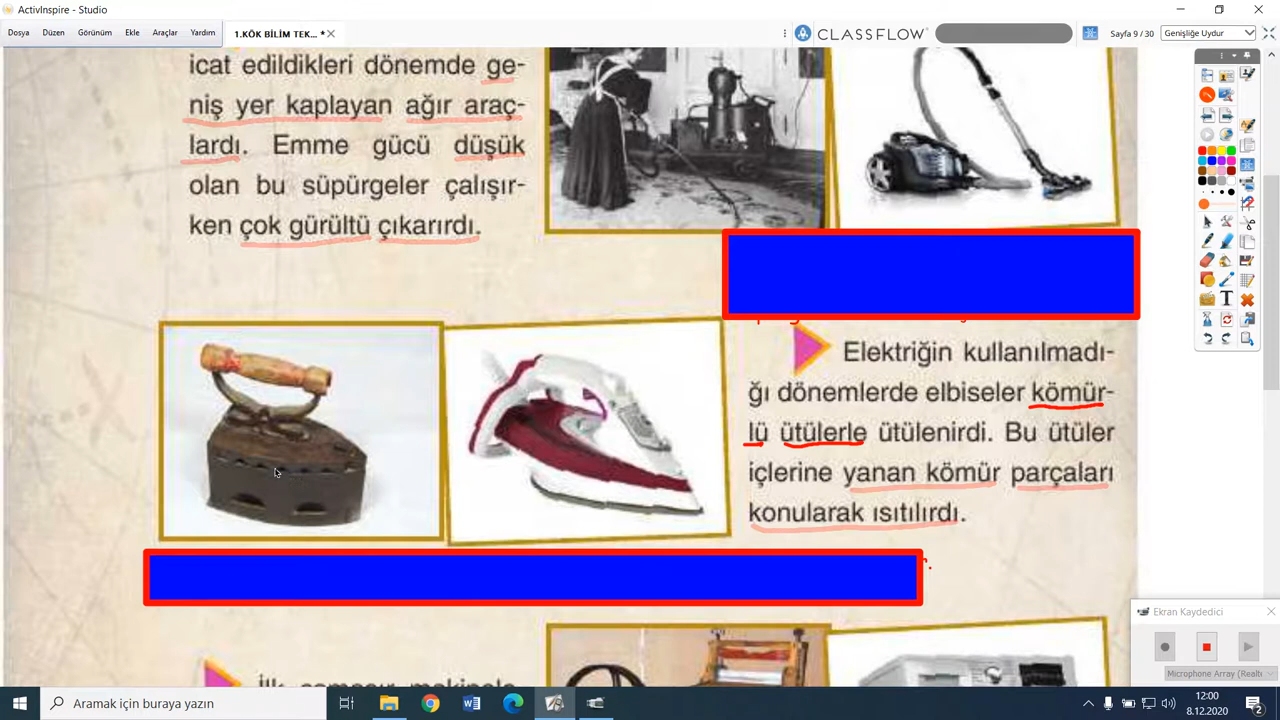 ActivInspire - Studio
Dosya Düzen Görünüm Ekle Araçlar Yardım
1.KÖK BİLİM TEK... *
CLASSFLOW
Sayfa 9 / 30
Genişliğe Uydur
icat edildikleri dönemde ge-
niş yer kaplayan ağır araç-
lardı. Emme gücü düşük
olan bu süpürgeler çalışır-
ken çok gürültü çıkarırdı.
Elektriğin kullanılmadı-
ğı dönemlerde elbiseler kömür-
lü ütülerle ütülenirdi. Bu ütüler
içlerine yanan kömür parçaları
konularak ısıtılırdı.
Ekran Kaydedici
Microphone Array (Realt
Aramak için buraya yazın
12:00
8.12.2020
2